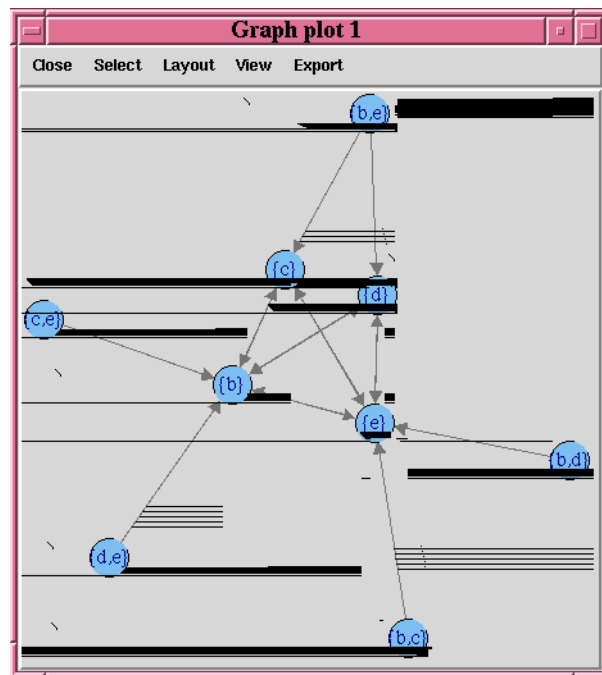 Graph plot 1
Close Select Layout View Export
{b,e}
{c}
{d}
{c,e}
{b}
{e}
{b,d}
{d,e}
{b,c}